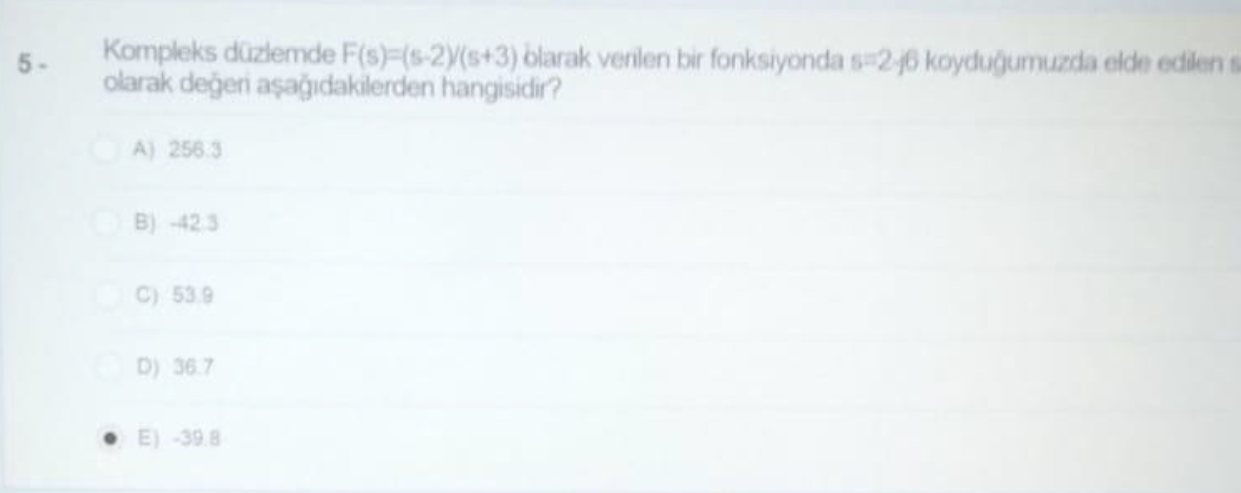 5 - Kompleks düzlemde F(s)=(s-2)/(s+3) olarak verilen bir fonksiyonda s=2-j6 koyduğumuzda elde edilen s
olarak değeri aşağıdakilerden hangisidir?
A) 256.3
B) -42.3
C) 53.9
D) 36.7
E) -39.8